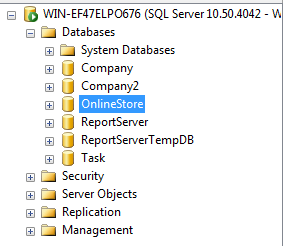 WIN-EF47ELPO676 (SQL Server 10.50.4042 - W
Databases
System Databases
Company
Company2
OnlineStore
ReportServer
ReportServerTempDB
Task
Security
Server Objects
Replication
Management